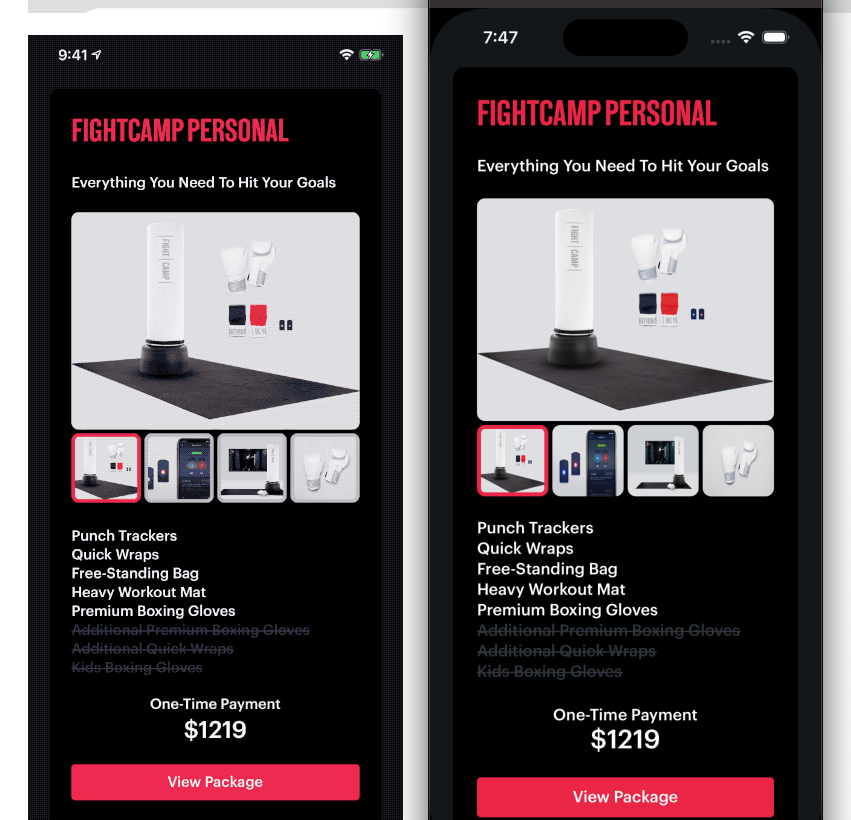 9:41
FIGHTCAMP PERSONAL
Everything You Need To Hit Your Goals
FIGHT CAMP
Punch Trackers
Quick Wraps
Free-Standing Bag
Heavy Workout Mat
Premium Boxing Gloves
Additional Premium Boxing Gloves
Additional Quick Wraps
Kids Boxing Gloves
One-Time Payment
$1219
View Package
7:47
FIGHTCAMP PERSONAL
Everything You Need To Hit Your Goals
FIGHT CAMP
Punch Trackers
Quick Wraps
Free-Standing Bag
Heavy Workout Mat
Premium Boxing Gloves
Additional Premium Boxing Gloves
Additional Quick Wraps
Kids Boxing Gloves
One-Time Payment
$1219
View Package